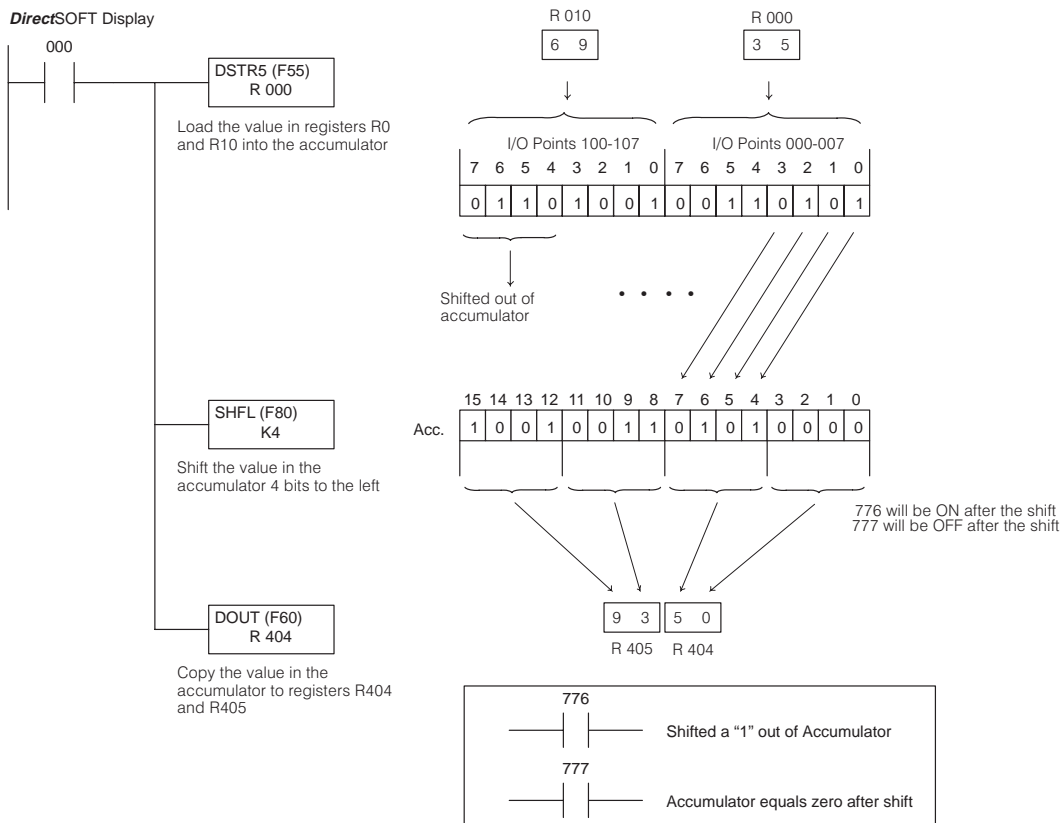 DirectSOFT Display
000
DSTR5 (F55)
R 000
Load the value in registers R0
and R10 into the accumulator
R 010
6 9
R 000
3 5
I/O Points 100-107
I/O Points 000-007
7 6 5 4 3 2 1 0 7 6 5 4 3 2 1 0
0 1 1 0 1 0 0 1 0 0 1 1 0 1 0 1
Shifted out of
accumulator
SHFL (F80)
K4
Shift the value in the
accumulator 4 bits to the left
15 14 13 12 11 10 9 8 7 6 5 4 3 2 1 0
Acc. 1 0 0 1 0 0 1 1 0 1 0 1 0 0 0 0
776 will be ON after the shift
777 will be OFF after the shift
DOUT (F60)
R 404
Copy the value in the
accumulator to registers R404
and R405
9 3 5 0
R 405 R 404
776
Shifted a “1” out of Accumulator
777
Accumulator equals zero after shift